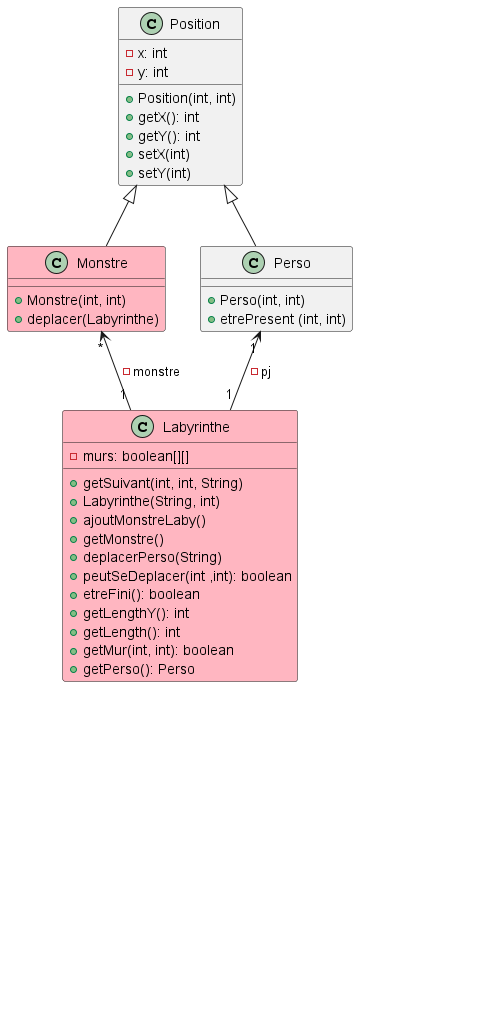 C Position
x: int
y: int
Position(int, int)
getX(): int
getY(): int
setX(int)
setY(int)
C Monstre
Monstre(int, int)
deplacer(Labyrinthe)
C Perso
Perso(int, int)
etrePresent (int, int)
*
monstre
1
1
pj
1
C Labyrinthe
murs: boolean[][]
getSuivant(int, int, String)
Labyrinthe(String, int)
ajoutMonstreLaby()
getMonstre()
deplacerPerso(String)
peutSeDeplacer(int ,int): boolean
etreFini(): boolean
getLengthY(): int
getLength(): int
getMur(int, int): boolean
getPerso(): Perso